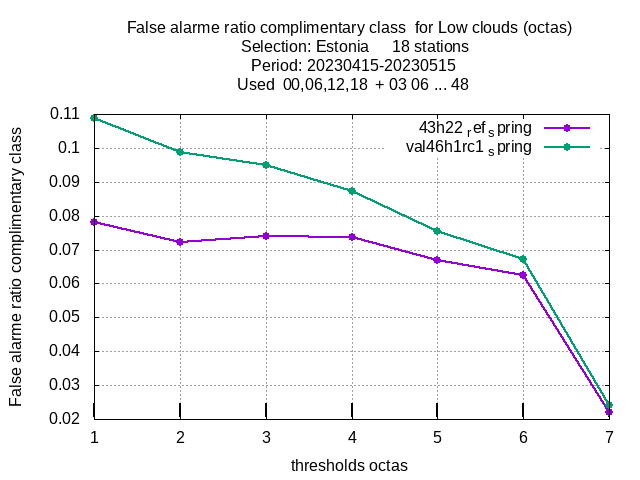 False alarme ratio complimentary class  for Low clouds (octas)
Selection: Estonia     18 stations
Period: 20230415-20230515
Used  00,06,12,18  + 03 06 ... 48
False alarme ratio complimentary class
0.11
0.1
0.09
0.08
0.07
0.06
0.05
0.04
0.03
0.02
43h22 ref spring
val46h1rc1 spring
1 2 3 4 5 6 7
thresholds octas